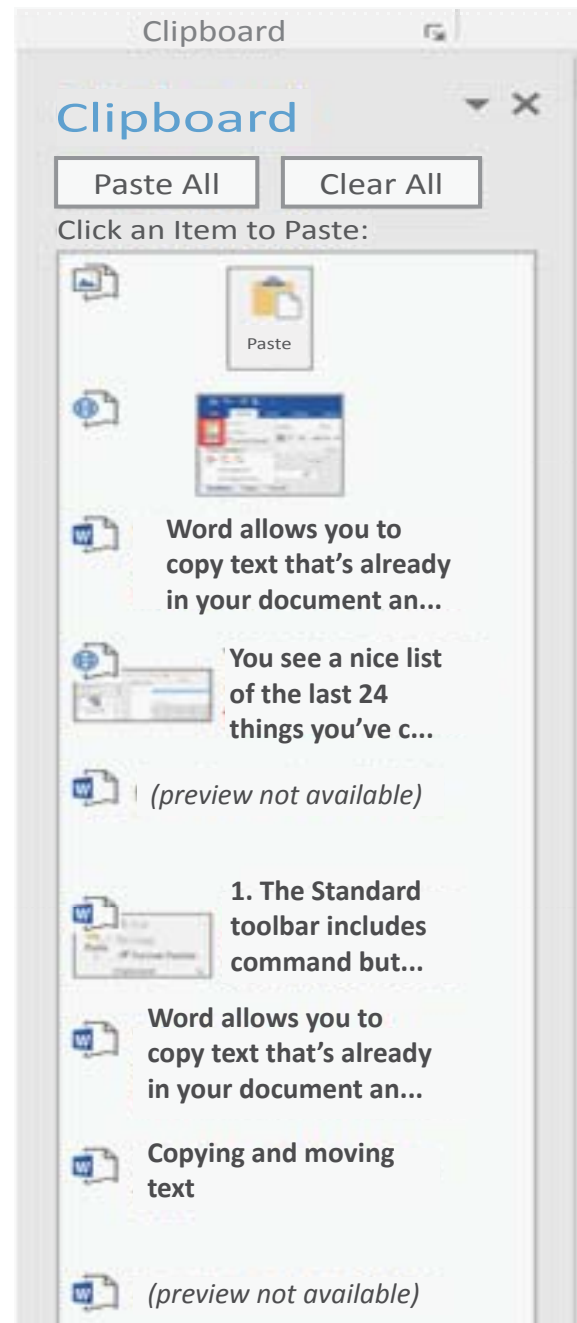 Clipboard
Clipboard
Paste All
Clear All
Click an Item to Paste:
Paste
Word allows you to
copy text that’s already
in your document an...
You see a nice list
of the last 24
things you’ve c...
(preview not available)
1. The Standard
toolbar includes
command but...
Word allows you to
copy text that’s already
in your document an...
Copying and moving
text
(preview not available)